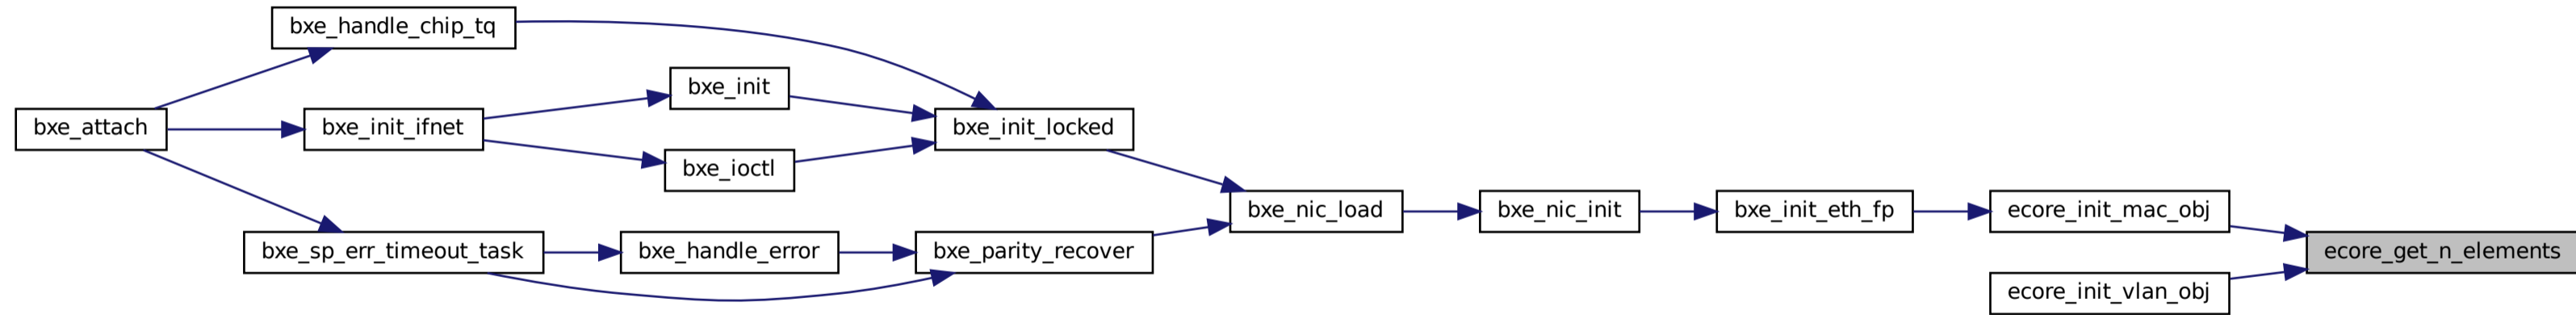 bxe_handle_chip_tq
bxe_init
bxe_attach
bxe_init_ifnet
bxe_init_locked
bxe_ioctl
bxe_nic_load
bxe_nic_init
bxe_init_eth_fp
ecore_init_mac_obj
bxe_sp_err_timeout_task
bxe_handle_error
bxe_parity_recover
ecore_get_n_elements
ecore_init_vlan_obj